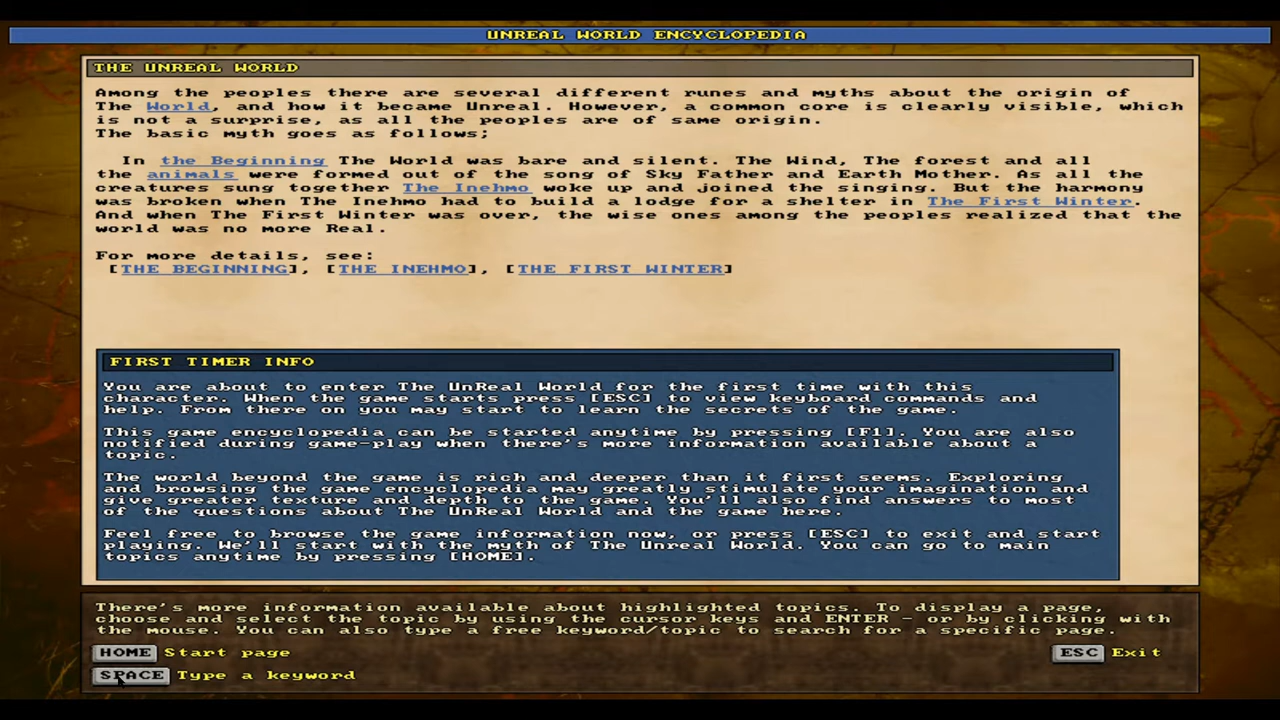 UNREAL WORLD ENCYCLOPEDIA
THE UNREAL WORLD
Among the peoples there are several different runes and myths about the origin of
The World, and how it became Unreal. However, a common core is clearly visible, which
is not a surprise, as all the peoples are of same origin.
The basic myth goes as follows;
In the Beginning The World was bare and silent. The Wind, The forest and all
the animals were formed out of the song of Sky Father and Earth Mother. As all the
creatures sung together The Inehmo woke up and joined the singing. But the harmony
was broken when The Inehmo had to build a lodge for a shelter in The First Winter.
And when The First Winter was over, the wise ones among the peoples realized that the
world was no more Real.
For more details, see:
[THE BEGINNING], [THE INEHMO], [THE FIRST WINTER]
FIRST TIMER INFO
You are about to enter The UnReal World for the first time with this
character. When the game starts press [ESC] to view keyboard commands and
help. From there on you may start to learn the secrets of the game.
This game encyclopedia can be started anytime by pressing [F1]. You are also
notified during game-play when there's more information available about a
topic.
The world beyond the game is rich and deeper than it first seems. Exploring
and browsing the game encyclopedia may greatly stimulate your imagination and
give greater texture and depth to the game. You'll also find answers to most
of the questions about The UnReal World and the game here.
Feel free to browse the game information now, or press [ESC] to exit and start
playing. We'll start with the myth of The Unreal World. You can go to main
topics anytime by pressing [HOME].
There's more information available about highlighted topics. To display a page,
choose and select the topic by using the cursor keys and ENTER - or by clicking with
the mouse. You can also type a free keyword/topic to search for a specific page.
HOME Start page
ESC Exit
SPACE Type a keyword